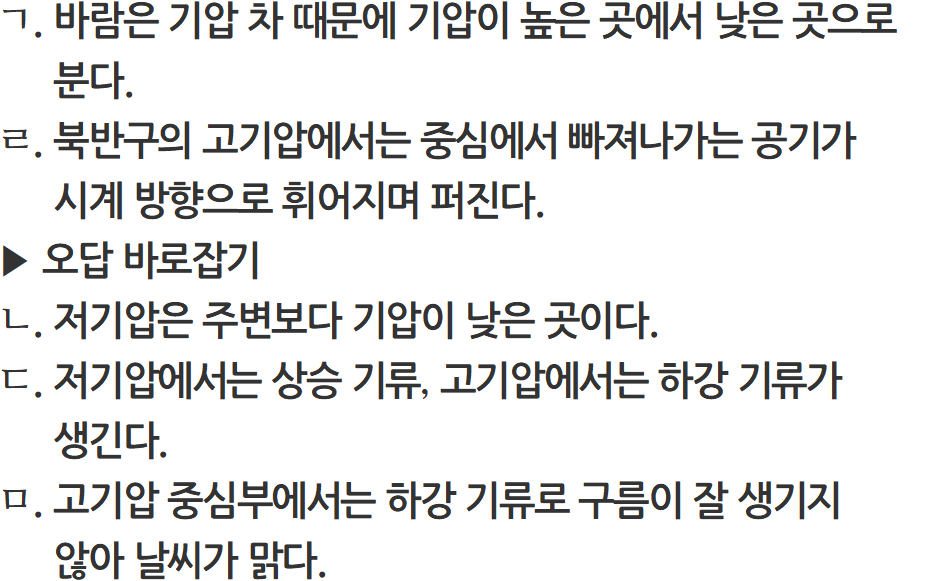 ㄱ. 바람은 기압 차 때문에 기압이 높은 곳에서 낮은 곳으로
분다.
ㄹ. 북반구의 고기압에서는 중심에서 빠져나가는 공기가
시계 방향으로 휘어지며 퍼진다.
▶ 오답 바로잡기
ㄴ. 저기압은 주변보다 기압이 낮은 곳이다.
ㄷ. 저기압에서는 상승 기류, 고기압에서는 하강 기류가
생긴다.
ㅁ. 고기압 중심부에서는 하강 기류로 구름이 잘 생기지
않아 날씨가 맑다.